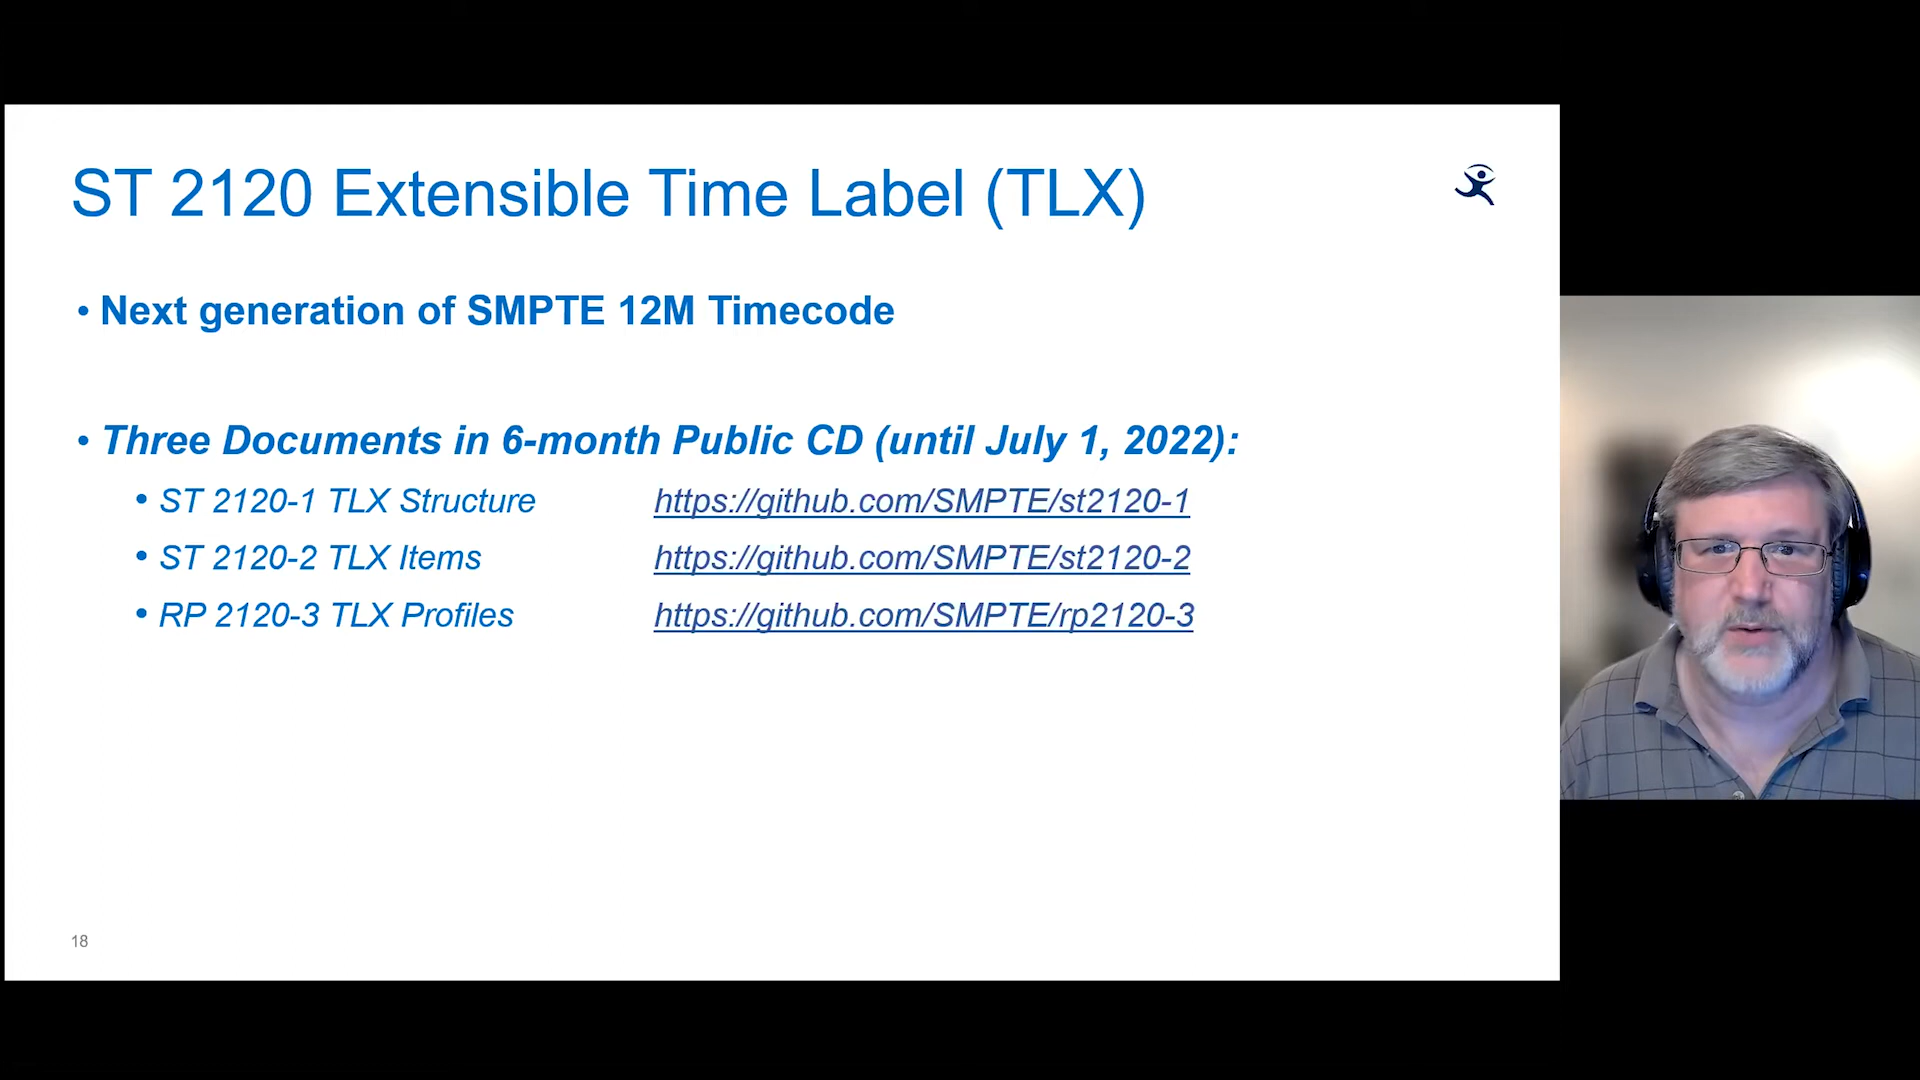 ST 2120 Extensible Time Label (TLX)
• Next generation of SMPTE 12M Timecode
• Three Documents in 6-month Public CD (until July 1, 2022):
• ST 2120-1 TLX Structure https://github.com/SMPTE/st2120-1
• ST 2120-2 TLX Items https://github.com/SMPTE/st2120-2
• RP 2120-3 TLX Profiles https://github.com/SMPTE/rp2120-3
18